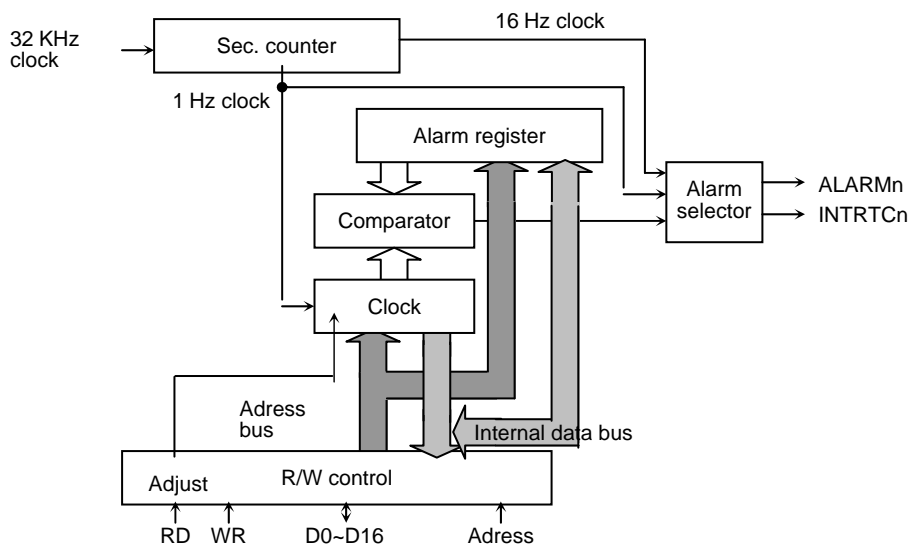 16 Hz clock
32 KHz
clock
Sec. counter
1 Hz clock
Alarm register
Alarm
selector
ALARMn
INTRTCn
Comparator
Clock
Adress
bus
Internal data bus
R/W control
Adjust
RD
WR
D0~D16
Adress